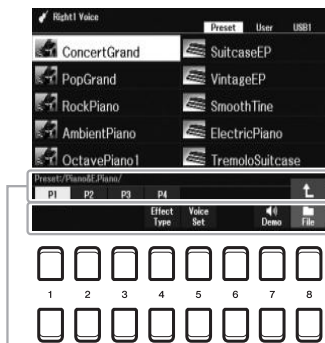 Right1 Voice
Preset User USB1
ConcertGrand SuitcaseEP
PopGrand VintageEP
RockPiano SmoothTine
AmbientPiano ElectricPiano
OctavePiano1 TremoloSuitcase
Preset:/Piano&E.Piano/
P1 P2 P3 P4
Effect Type Voice Set Demo File
1 2 3 4 5 6 7 8